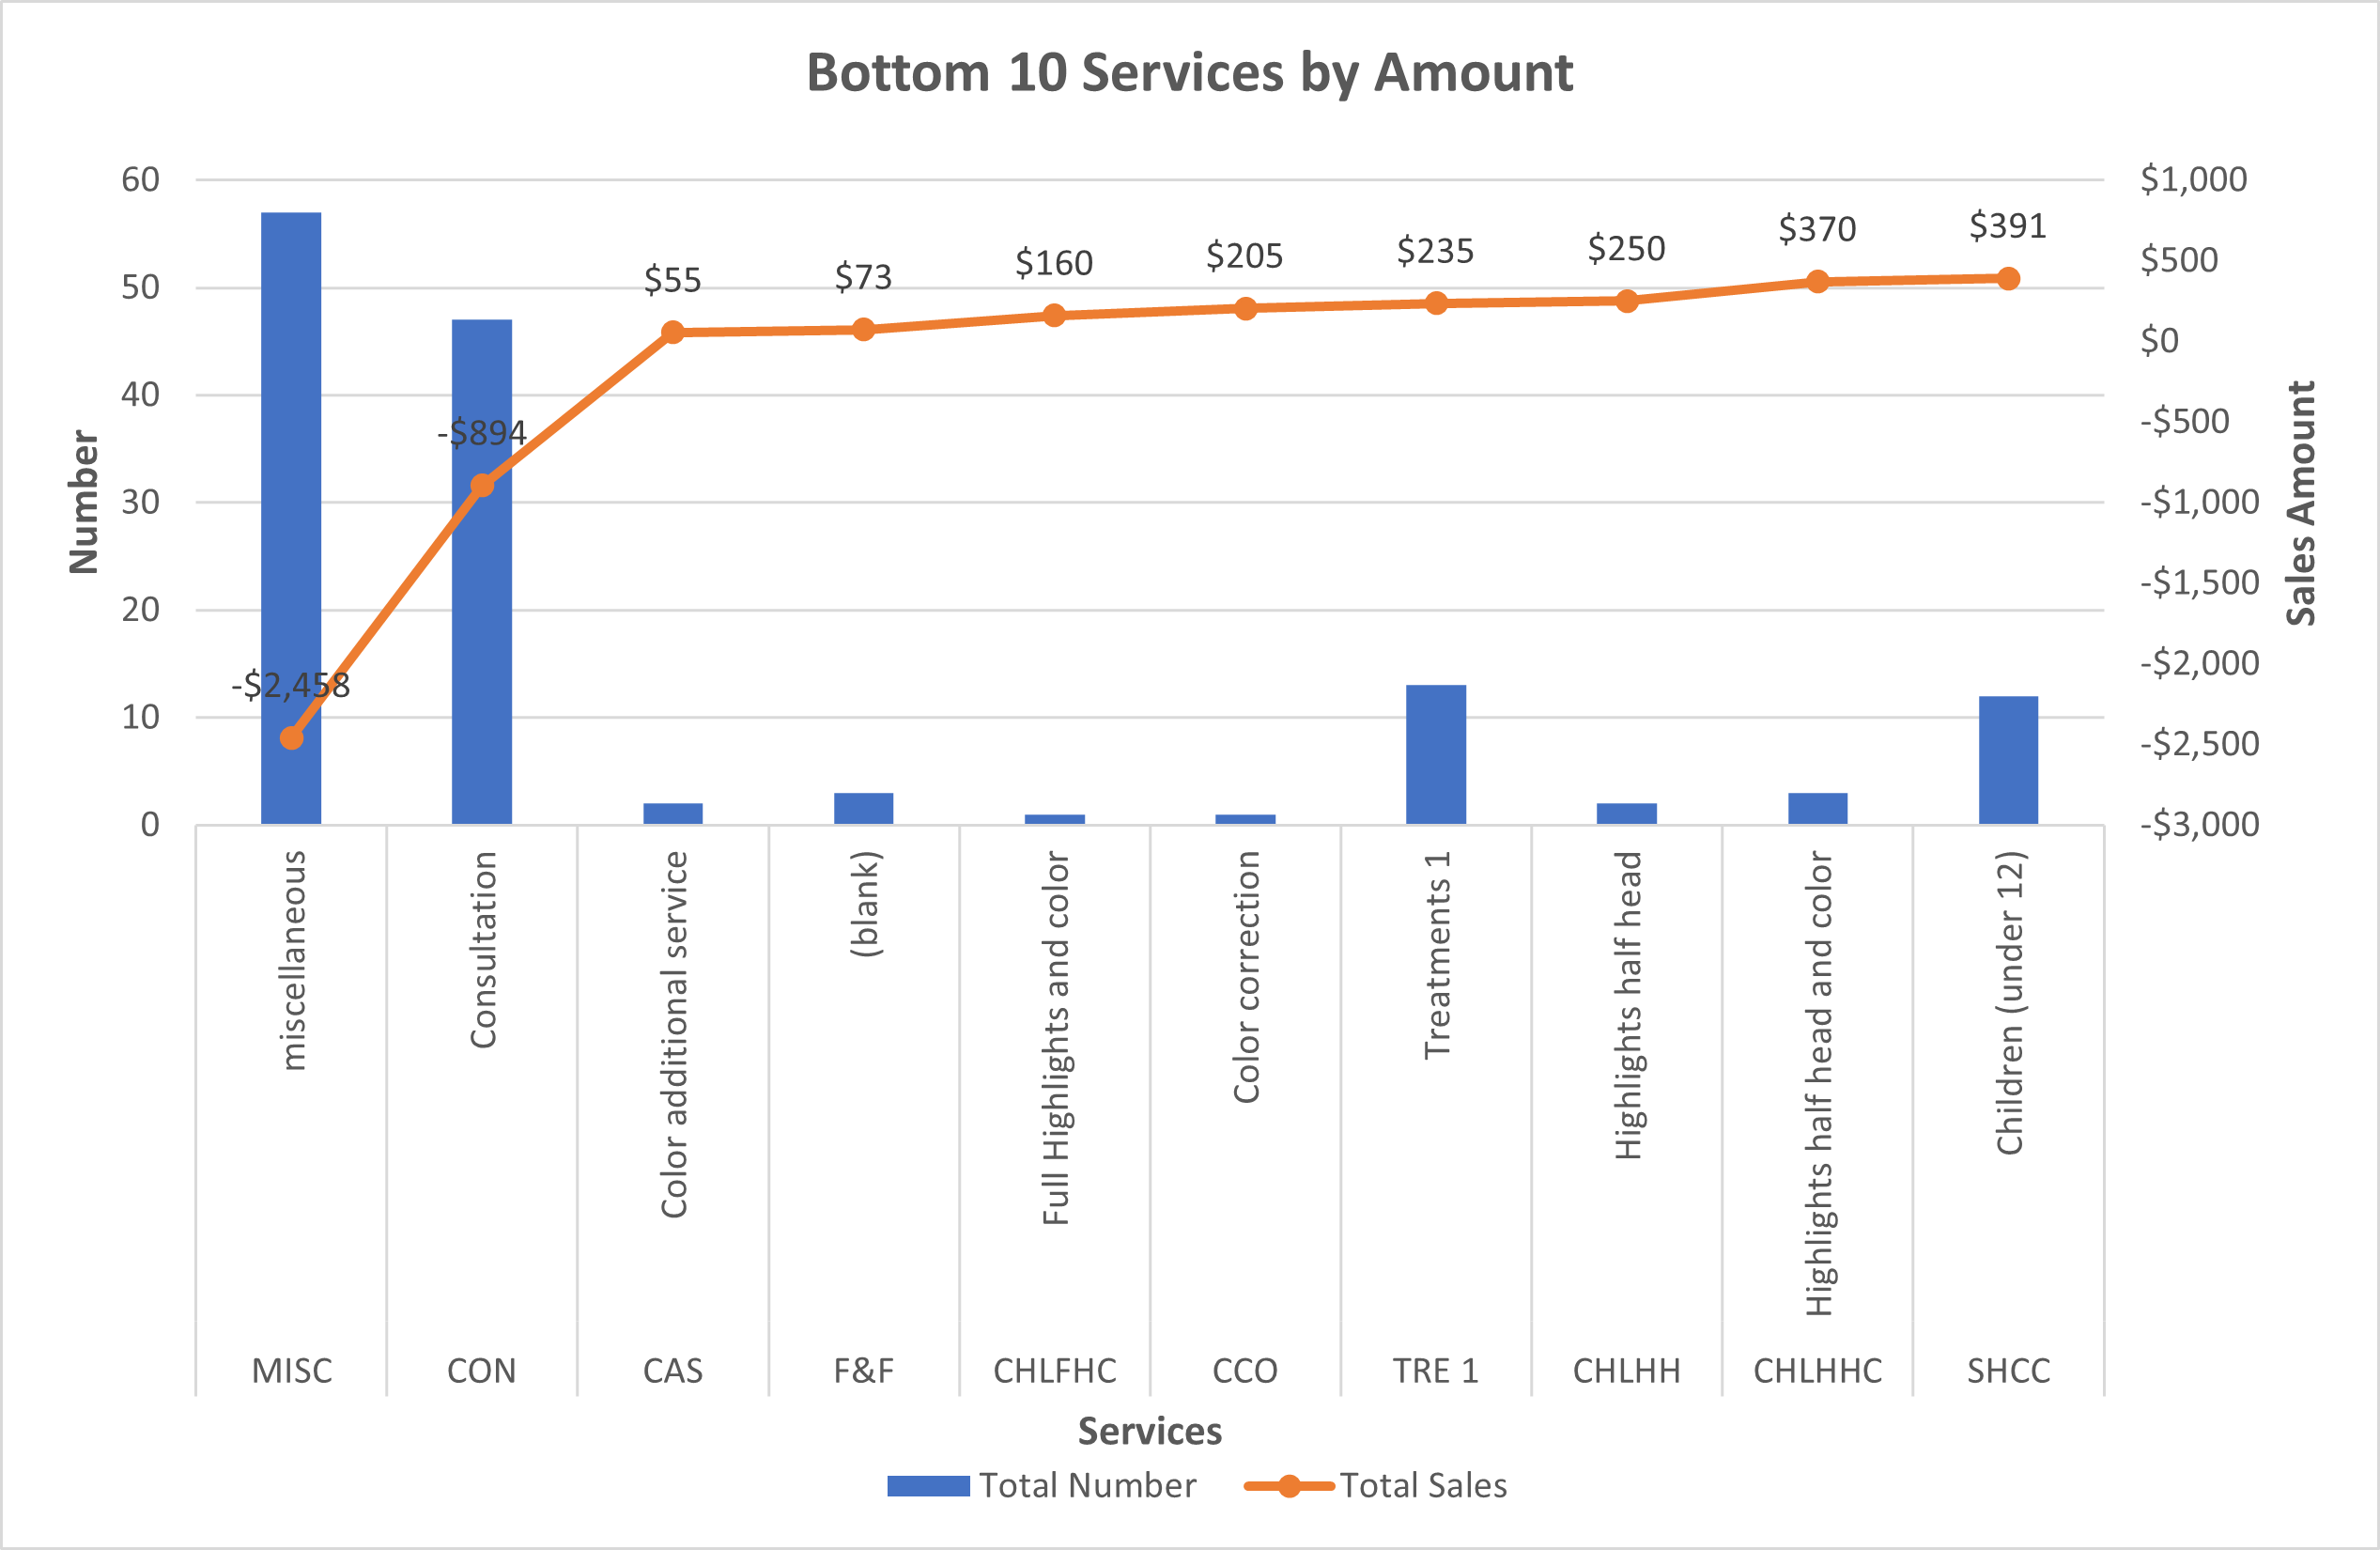 Bottom 10 Services by Amount
60
50
40
30
20
10
0
Number
$1,000
$500
$0
-$500
-$1,000
-$1,500
-$2,000
-$2,500
-$3,000
Sales Amount
-$2,458
-$894
$55
$73
$160
$205
$235
$250
$370
$391
miscellaneous
Consultation
Color additional service
(blank)
Full Highlights and color
Color correction
Treatments 1
Highlights half head
Highlights half head and color
Children (under 12)
MISC
CON
CAS
F&F
CHLFHC
CCO
TRE 1
CHLHH
CHLHHC
SHCC
Services
Total Number
Total Sales